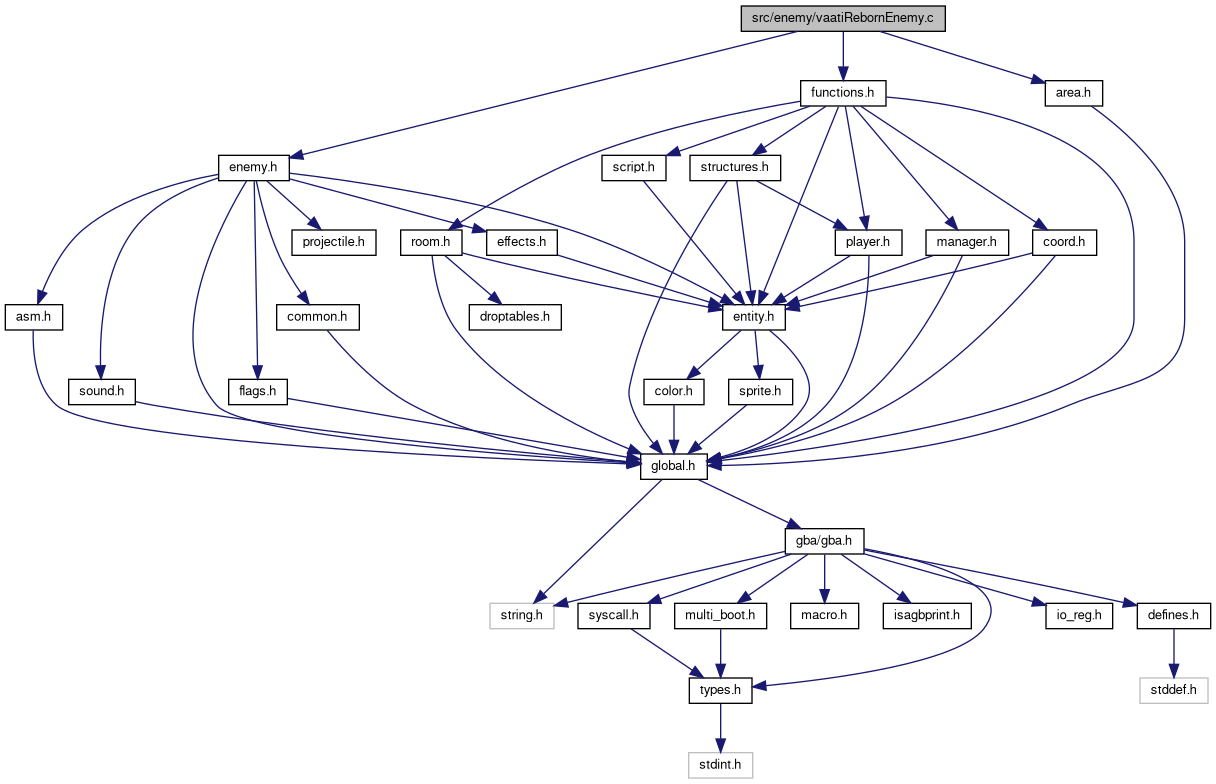 src/enemy/vaatiRebornEnemy.c
functions.h
area.h
enemy.h
script.h
structures.h
projectile.h
room.h
effects.h
player.h
manager.h
coord.h
asm.h
common.h
droptables.h
entity.h
sound.h
flags.h
color.h
sprite.h
global.h
gba/gba.h
string.h
syscall.h
multi_boot.h
macro.h
isagbprint.h
io_reg.h
defines.h
types.h
stddef.h
stdint.h